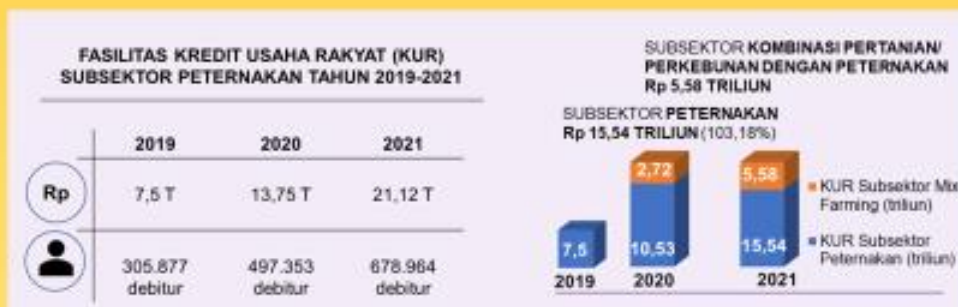 FASILITAS KREDIT USAHA RAKYAT (KUR)
SUBSEKTOR PETERNAKAN TAHUN 2019-2021
2019 2020 2021
Rp 7,5 T 13,75 T 21,12 T
305.877 497.353 678.964
debitur debitur debitur
SUBSEKTOR KOMBINASI PERTANIAN/
PERKEBUNAN DENGAN PETERNAKAN
Rp 5,58 TRILIUN
SUBSEKTOR PETERNAKAN
Rp 15,54 TRILIUN (103,18%)
2,72 5,58
7,5 10,53 15,54
2019 2020 2021
KUR Subsektor Mix
Farming (triliun)
KUR Subsektor
Peternakan (triliun)